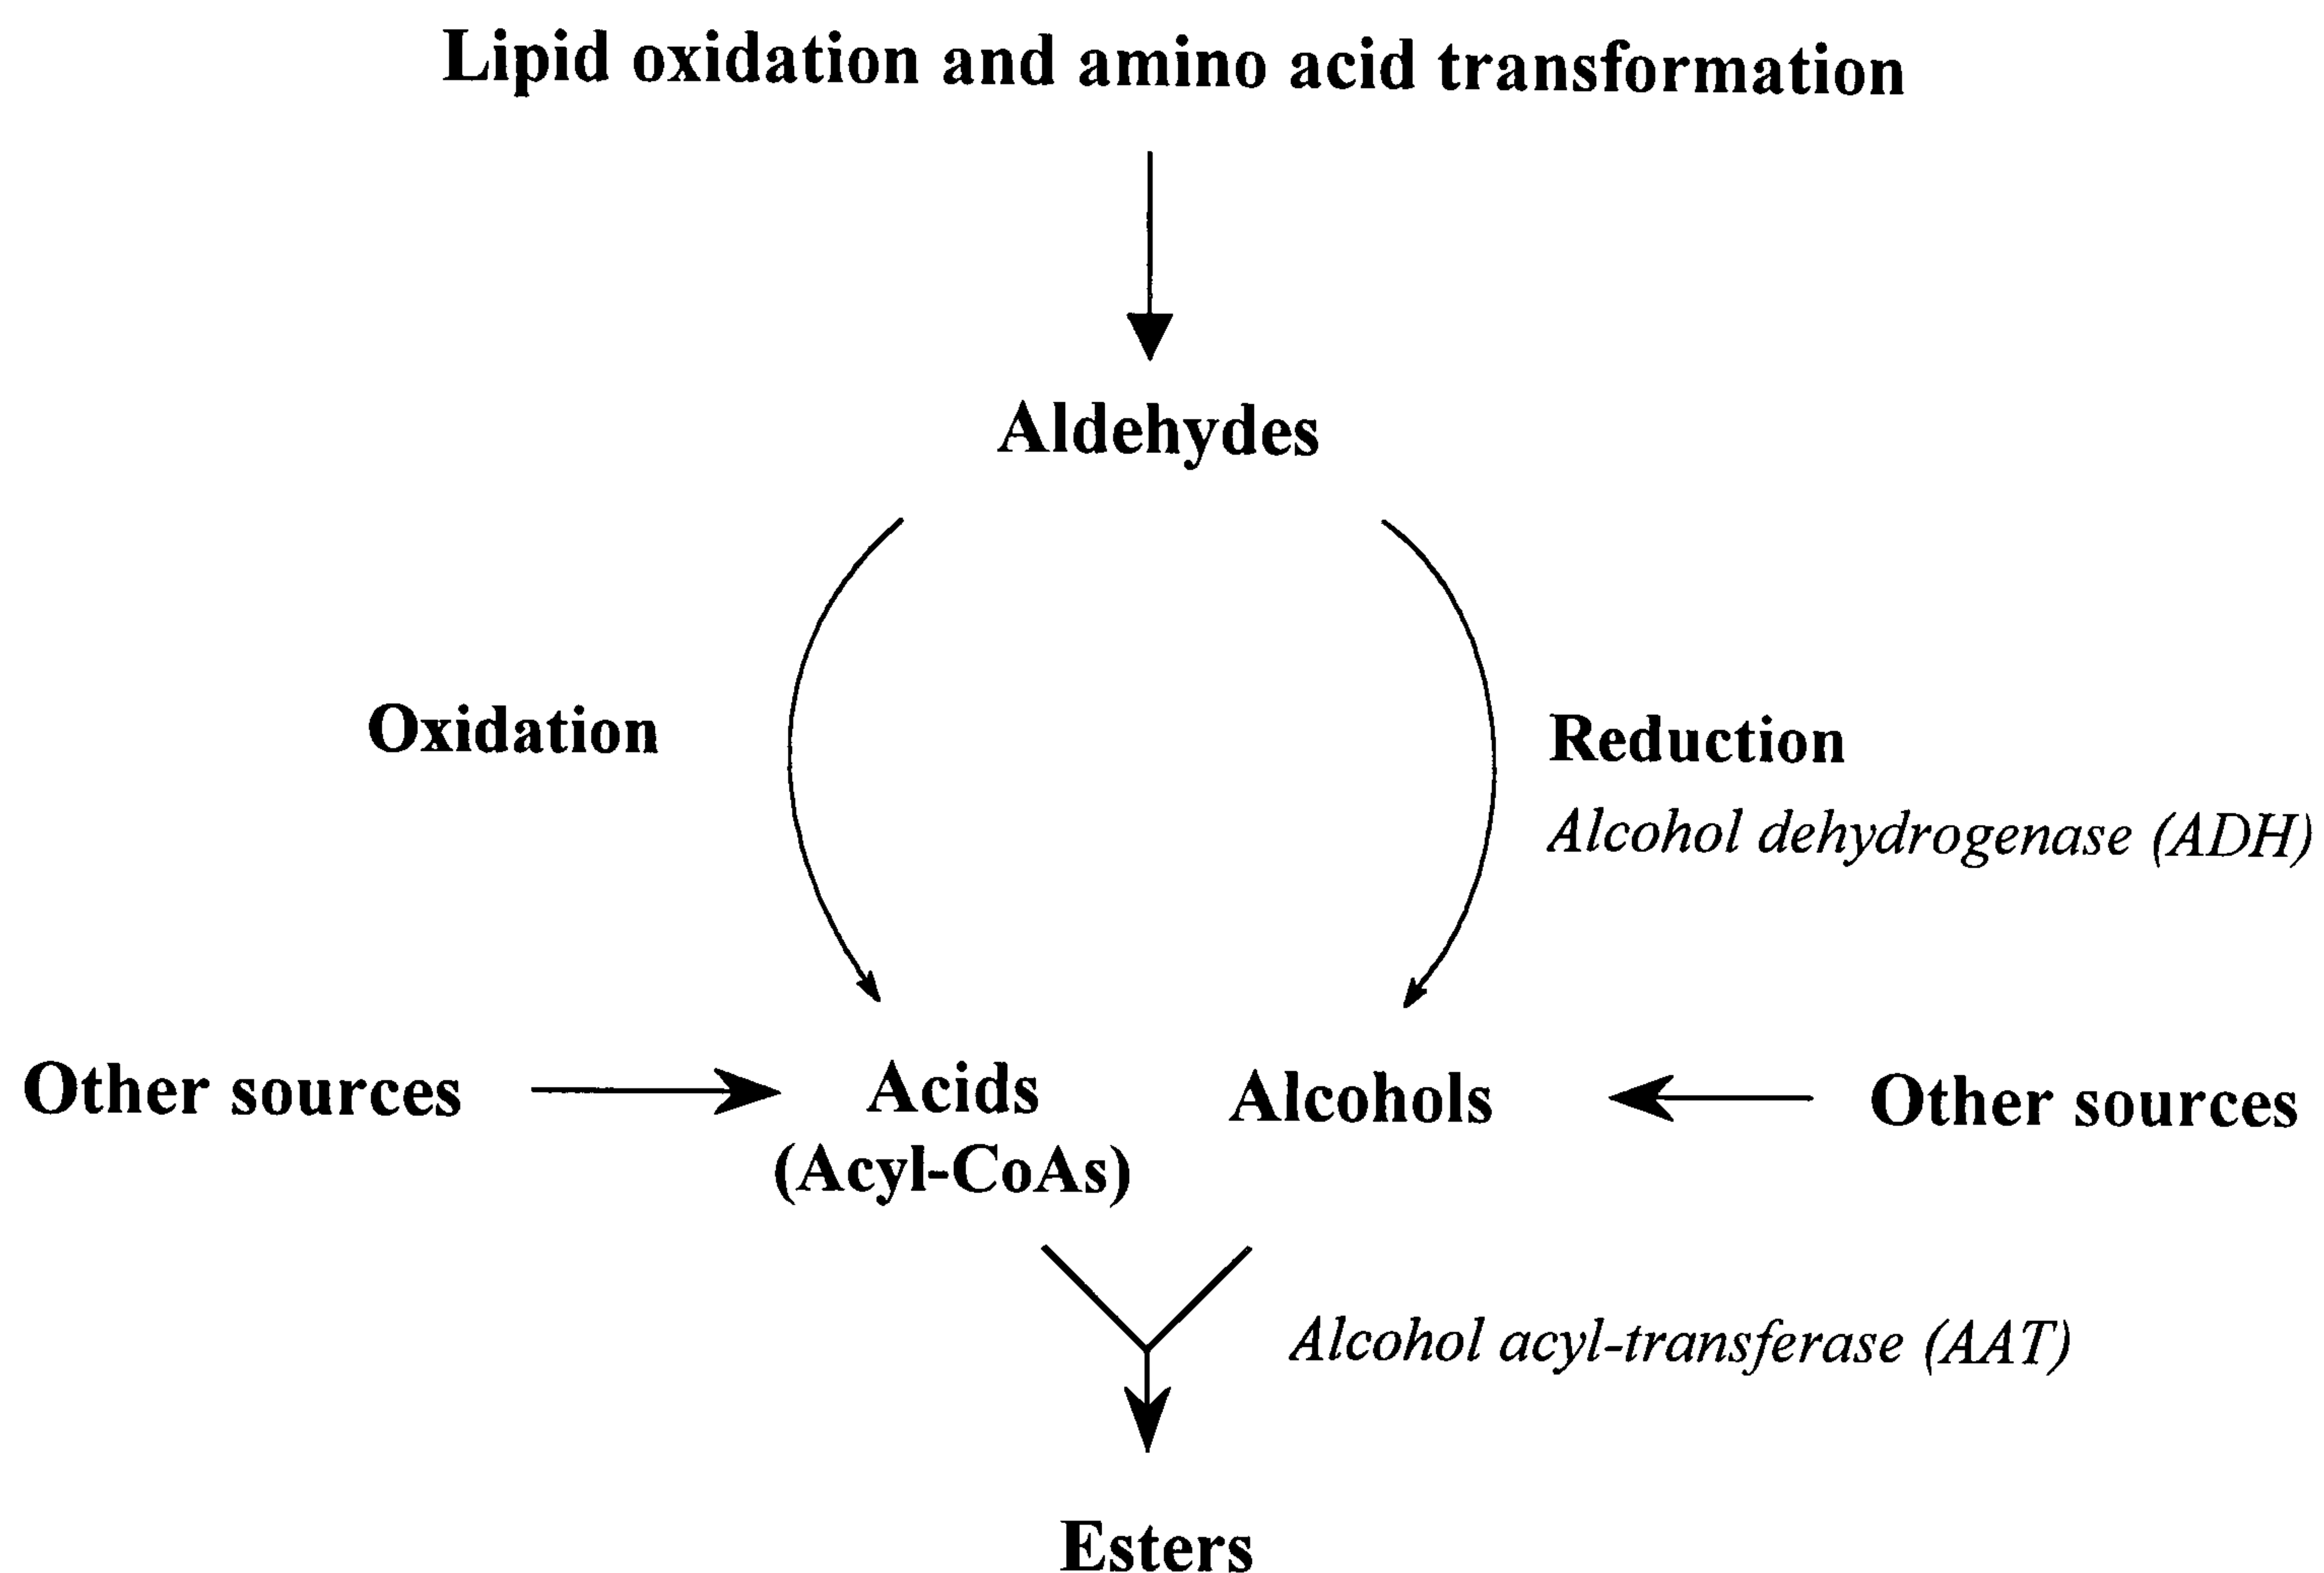 Lipid oxidation and amino acid transformation
Aldehydes
Oxidation
Reduction
Alcohol dehydrogenase (ADH)
Other sources
Acids
(Acyl-CoAs)
Alcohols
Other sources
Alcohol acyl-transferase (AAT)
Esters